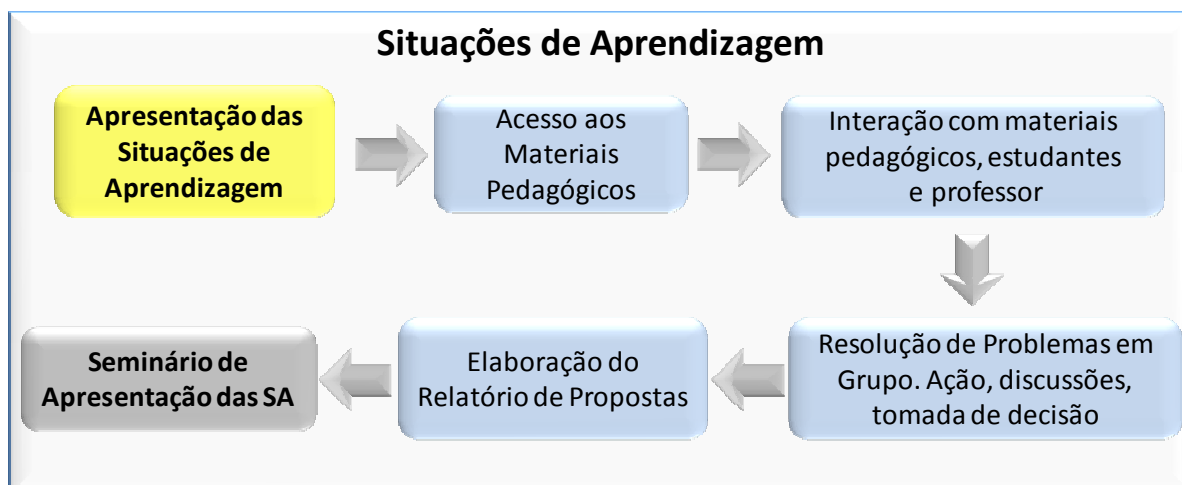 Situações de Aprendizagem
Apresentação das
Situações de
Aprendizagem
Acesso aos
Materiais
Pedagógicos
Interação com materiais
pedagógicos, estudantes
e professor
Resolução de Problemas em
Grupo. Ação, discussões,
tomada de decisão
Elaboração do
Relatório de Propostas
Seminário de
Apresentação das SA